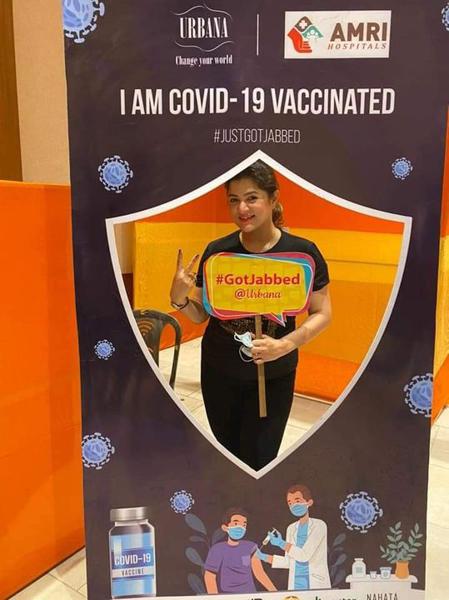 URBANA
Change your world
AMRI
HOSPITALS
I AM COVID-19 VACCINATED
#JUSTGOTJABBED
#GotJabbed
@Urbana
COVID-19
VACCINE
NAHATA